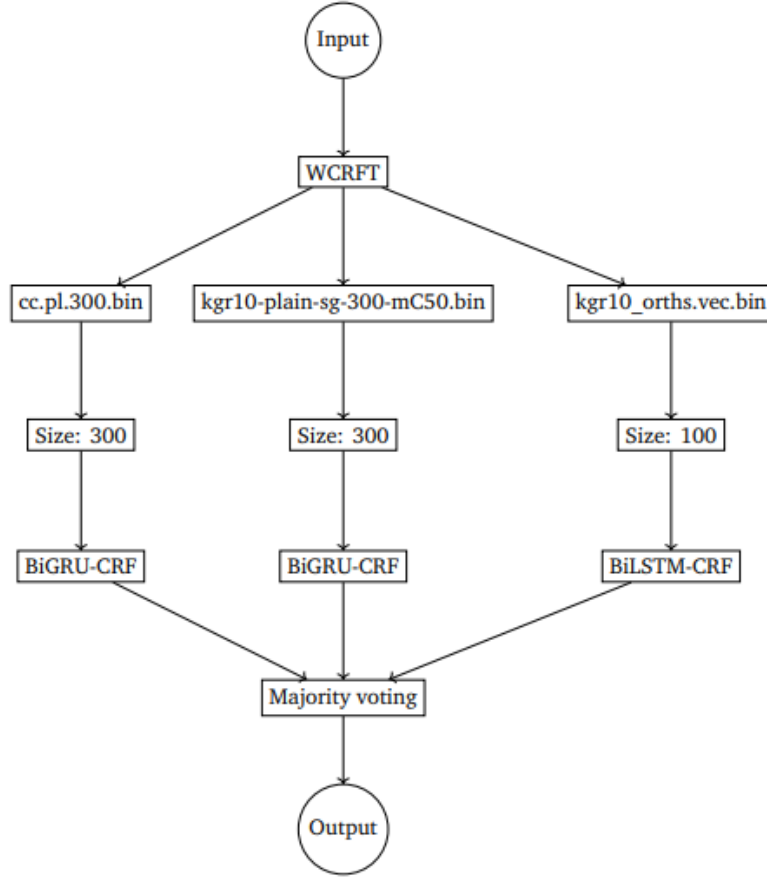 Input
WCRFT
cc.pl.300.bin
kgr10-plain-sg-300-mC50.bin
kgr10_orths.vec.bin
Size: 300
Size: 300
Size: 100
BiGRU-CRF
BiGRU-CRF
BiLSTM-CRF
Majority voting
Output